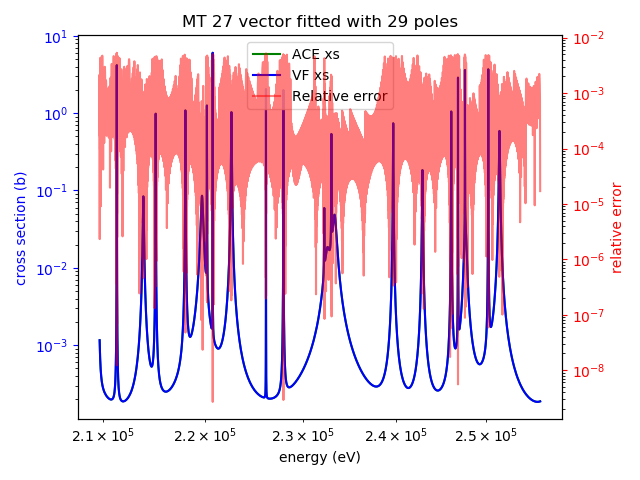 MT 27 vector fitted with 29 poles
ACE xs
VF xs
Relative error
cross section (b)
10¹
10⁰
10⁻¹
10⁻²
10⁻³
relative error
10⁻²
10⁻³
10⁻⁴
10⁻⁵
10⁻⁶
10⁻⁷
10⁻⁸
2.1 × 10⁵
2.2 × 10⁵
2.3 × 10⁵
2.4 × 10⁵
2.5 × 10⁵
energy (eV)